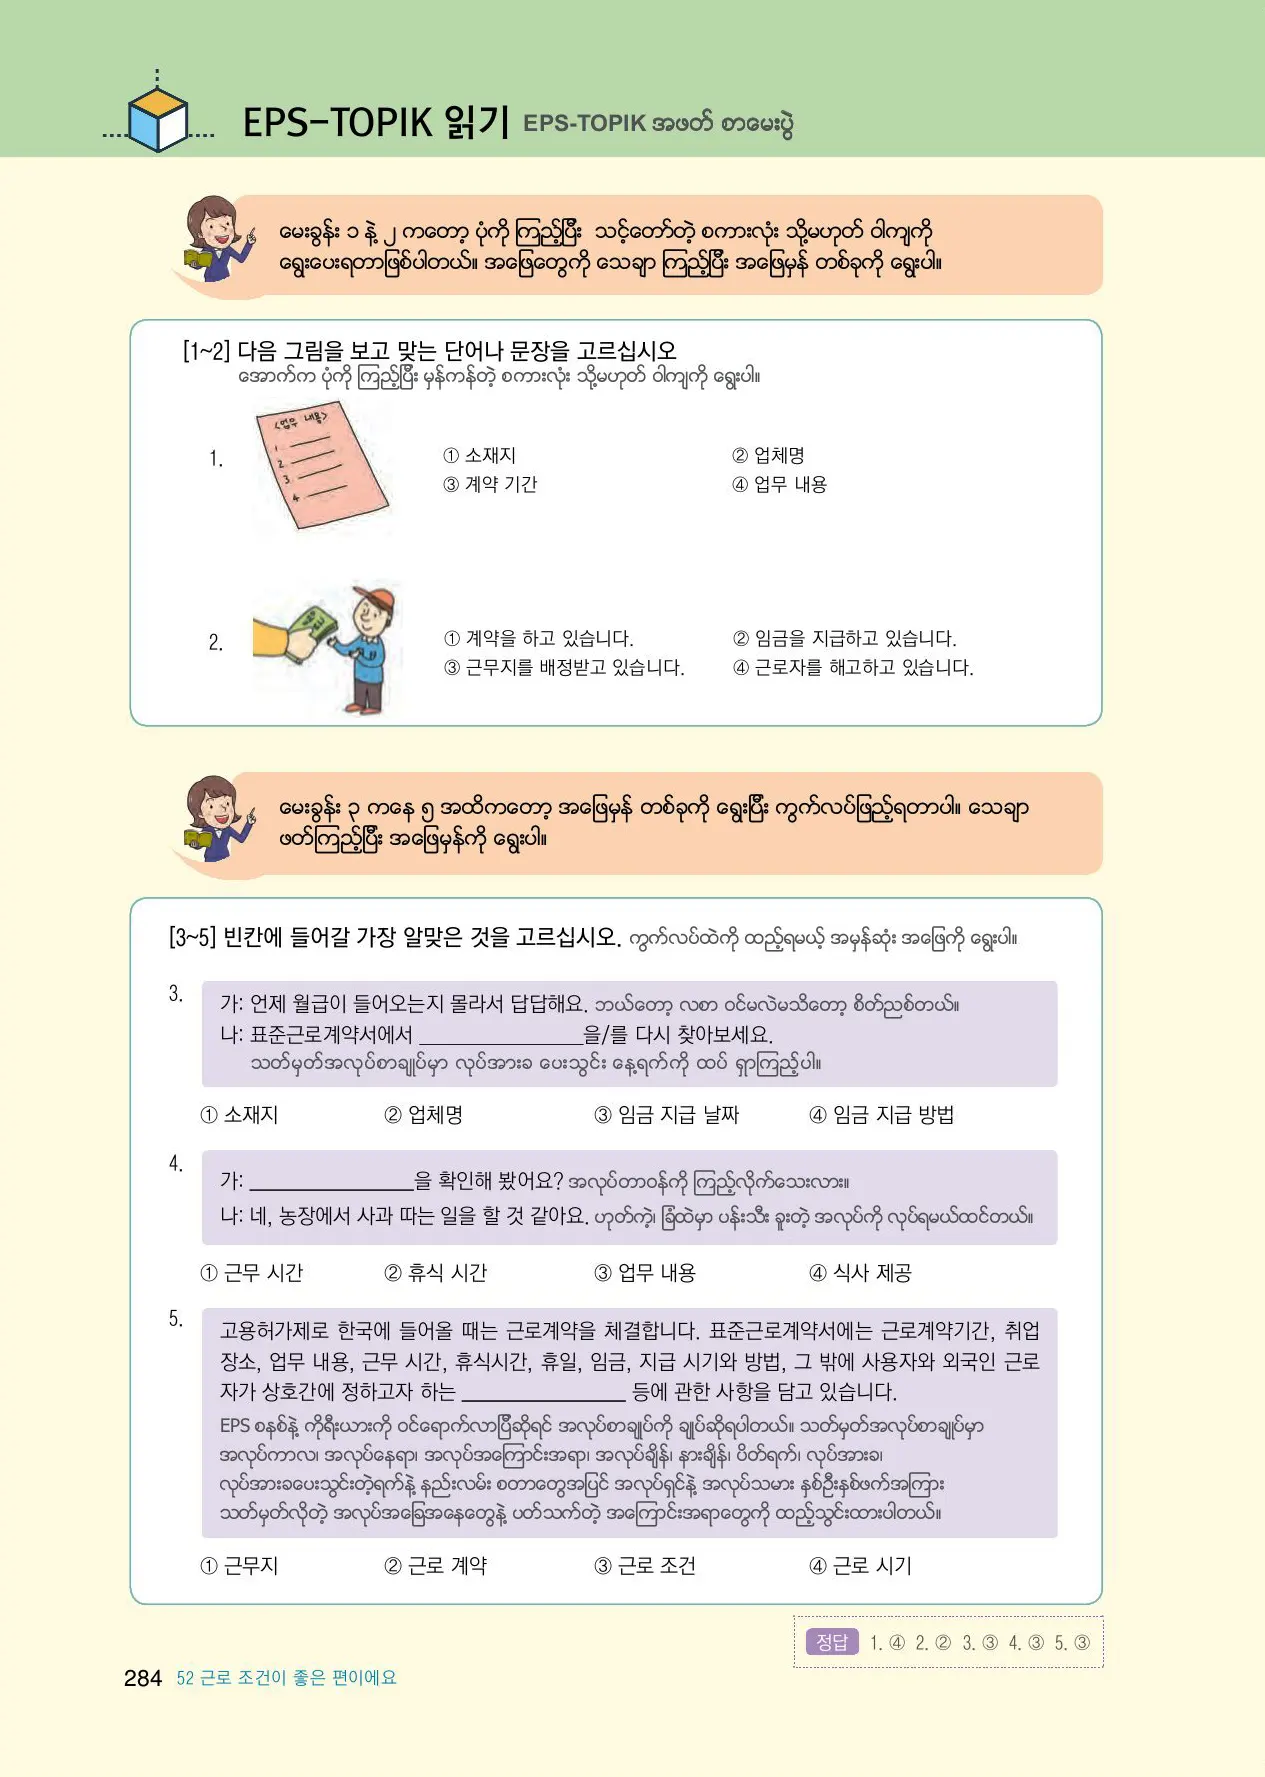 EPS-TOPIK 읽기 EPS-TOPIK အဖတ် စာမေးပွဲ
မေးခွန်း ၁ နဲ့ ၂ ကတော့ ပုံကို ကြည့်ပြီး သင့်တော်တဲ့ စကားလုံး သို့မဟုတ် ဝါကျကို
ရွေးပေးရတာဖြစ်ပါတယ်။ အဖြေတွေကို သေချာ ကြည့်ပြီး အဖြေမှန် တစ်ခုကို ရွေးပါ။
[1~2] 다음 그림을 보고 맞는 단어나 문장을 고르십시오
အောက်က ပုံကို ကြည့်ပြီး မှန်ကန်တဲ့ စကားလုံး သို့မဟုတ် ဝါကျကို ရွေးပါ။
1.
<업무 내용>
1
2
3
4
① 소재지 ② 업체명
③ 계약 기간 ④ 업무 내용
2.
① 계약을 하고 있습니다. ② 임금을 지급하고 있습니다.
③ 근무지를 배정받고 있습니다. ④ 근로자를 해고하고 있습니다.
မေးခွန်း ၃ ကနေ ၅ အထိကတော့ အဖြေမှန် တစ်ခုကို ရွေးပြီး ကွက်လပ်ဖြည့်ရတာပါ။ သေချာ
ဖတ်ကြည့်ပြီး အဖြေမှန်ကို ရွေးပါ။
[3~5] 빈칸에 들어갈 가장 알맞은 것을 고르십시오. ကွက်လပ်ထဲကို ထည့်ရမယ့် အမှန်ဆုံး အဖြေကို ရွေးပါ။
3.
가: 언제 월급이 들어오는지 몰라서 답답해요. ဘယ်တော့ လစာ ဝင်မလဲမသိတော့ စိတ်ညစ်တယ်။
나: 표준근로계약서에서 ________________을/를 다시 찾아보세요.
သတ်မှတ်အလုပ်စာချုပ်မှာ လုပ်အားခ ပေးသွင်း နေ့ရက်ကို ထပ် ရှာကြည့်ပါ။
① 소재지 ② 업체명 ③ 임금 지급 날짜 ④ 임금 지급 방법
4.
가: ________________을 확인해 봤어요? အလုပ်တာဝန်ကို ကြည့်လိုက်သေးလား။
나: 네, 농장에서 사과 따는 일을 할 것 같아요. ဟုတ်ကဲ့၊ ခြံထဲမှာ ပန်းသီး ခူးတဲ့ အလုပ်ကို လုပ်ရမယ်ထင်တယ်။
① 근무 시간 ② 휴식 시간 ③ 업무 내용 ④ 식사 제공
5.
고용허가제로 한국에 들어올 때는 근로계약을 체결합니다. 표준근로계약서에는 근로계약기간, 취업
장소, 업무 내용, 근무 시간, 휴식시간, 휴일, 임금, 지급 시기와 방법, 그 밖에 사용자와 외국인 근로
자가 상호간에 정하고자 하는 ________________ 등에 관한 사항을 담고 있습니다.
EPS စနစ်နဲ့ ကိုရီးယားကို ဝင်ရောက်လာပြီဆိုရင် အလုပ်စာချုပ်ကို ချုပ်ဆိုရပါတယ်။ သတ်မှတ်အလုပ်စာချုပ်မှာ
အလုပ်ကာလ၊ အလုပ်နေရာ၊ အလုပ်အကြောင်းအရာ၊ အလုပ်ချိန်၊ နားချိန်၊ ပိတ်ရက်၊ လုပ်အားခ၊
လုပ်အားခပေးသွင်းတဲ့ရက်နဲ့ နည်းလမ်း စတာတွေအပြင် အလုပ်ရှင်နဲ့ အလုပ်သမား နှစ်ဦးနှစ်ဖက်အကြား
သတ်မှတ်လိုတဲ့ အလုပ်အခြေအနေတွေနဲ့ ပတ်သက်တဲ့ အကြောင်းအရာတွေကို ထည့်သွင်းထားပါတယ်။
① 근무지 ② 근로 계약 ③ 근로 조건 ④ 근로 시기
정답 1. ④ 2. ② 3. ③ 4. ③ 5. ③
284 52 근로 조건이 좋은 편이에요